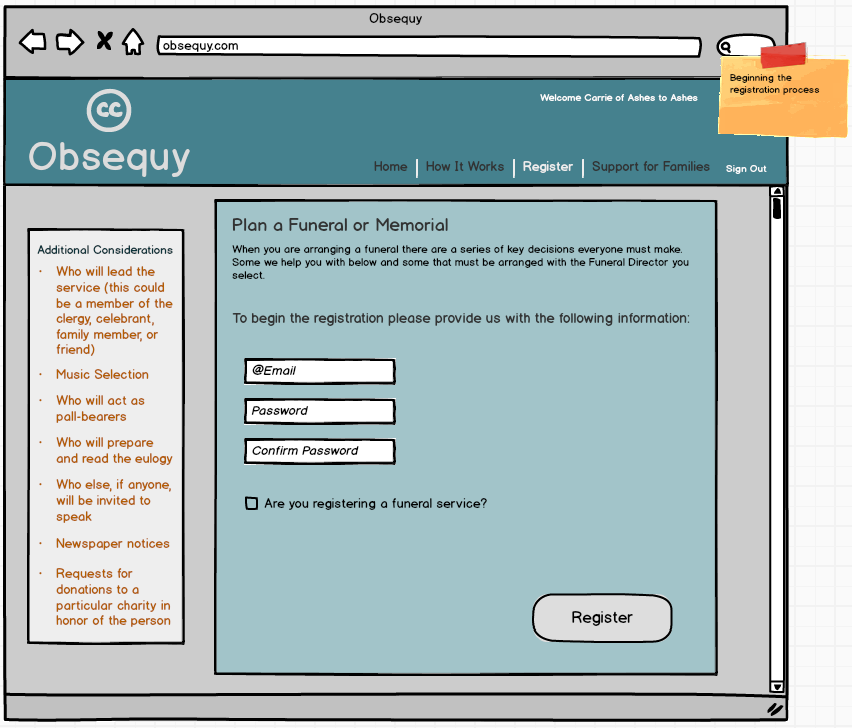 Obsequy
obsequy.com
Beginning the
registration process
Welcome Carrie of Ashes to Ashes
cc
Obsequy
Home
How It Works
Register
Support for Families
Sign Out
Additional Considerations
· Who will lead the
service (this could
be a member of the
clergy, celebrant,
family member, or
friend)
· Music Selection
· Who will act as
pall-bearers
· Who will prepare
and read the eulogy
· Who else, if anyone,
will be invited to
speak
· Newspaper notices
· Requests for
donations to a
particular charity in
honor of the person
Plan a Funeral or Memorial
When you are arranging a funeral there are a series of key decisions everyone must make.
Some we help you with below and some that must be arranged with the Funeral Director you
select.
To begin the registration please provide us with the following information:
@Email
Password
Confirm Password
Are you registering a funeral service?
Register